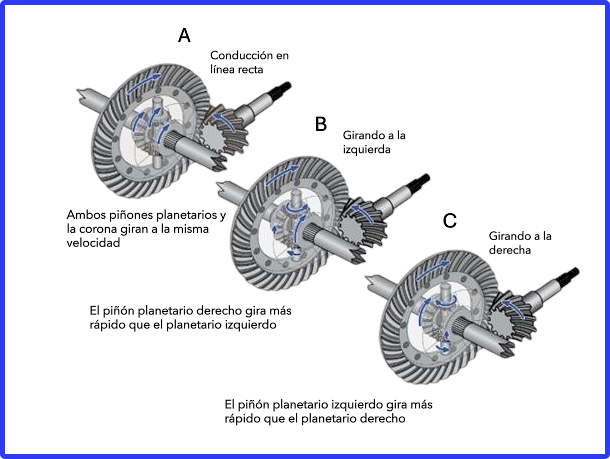 A
Conducción en
línea recta
Ambos piñones planetarios y
la corona giran a la misma
velocidad
B
Girando a la
izquierda
El piñón planetario derecho gira más
rápido que el planetario izquierdo
C
Girando a la
derecha
El piñón planetario izquierdo gira más
rápido que el planetario derecho